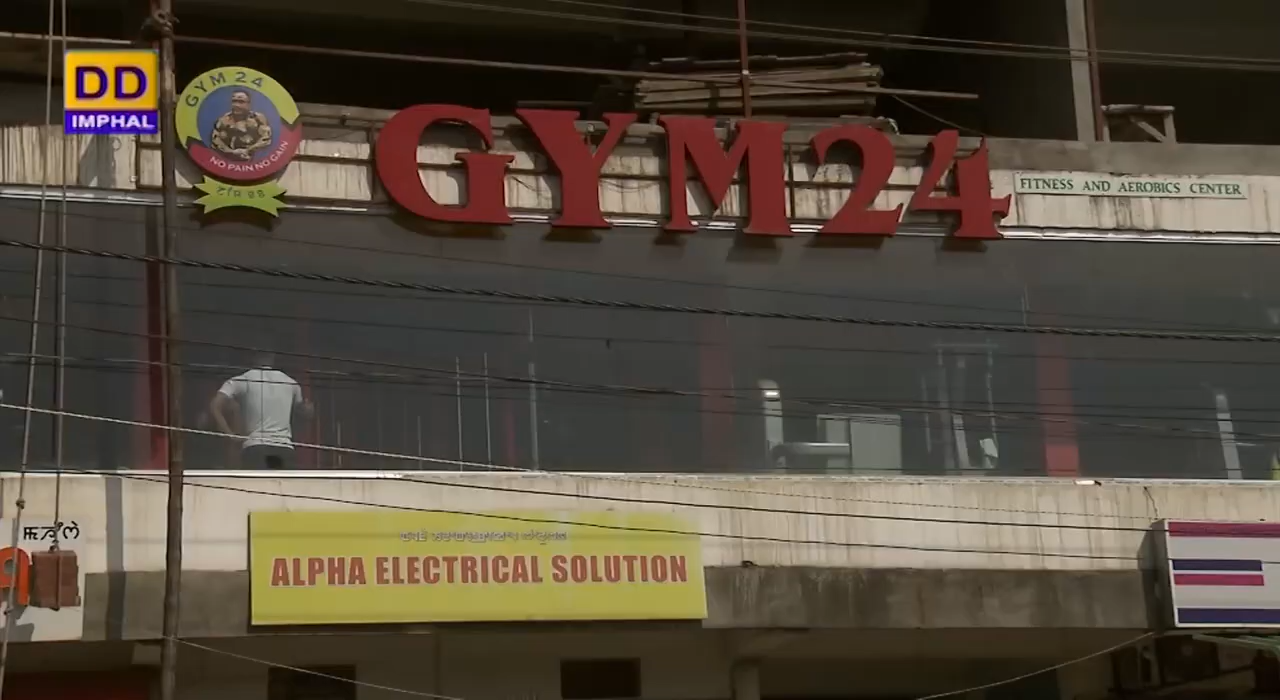 DD
IMPHAL
GYM 24
NO PAIN NO GAIN
GYM24
FITNESS AND AEROBICS CENTER
ALPHA ELECTRICAL SOLUTION